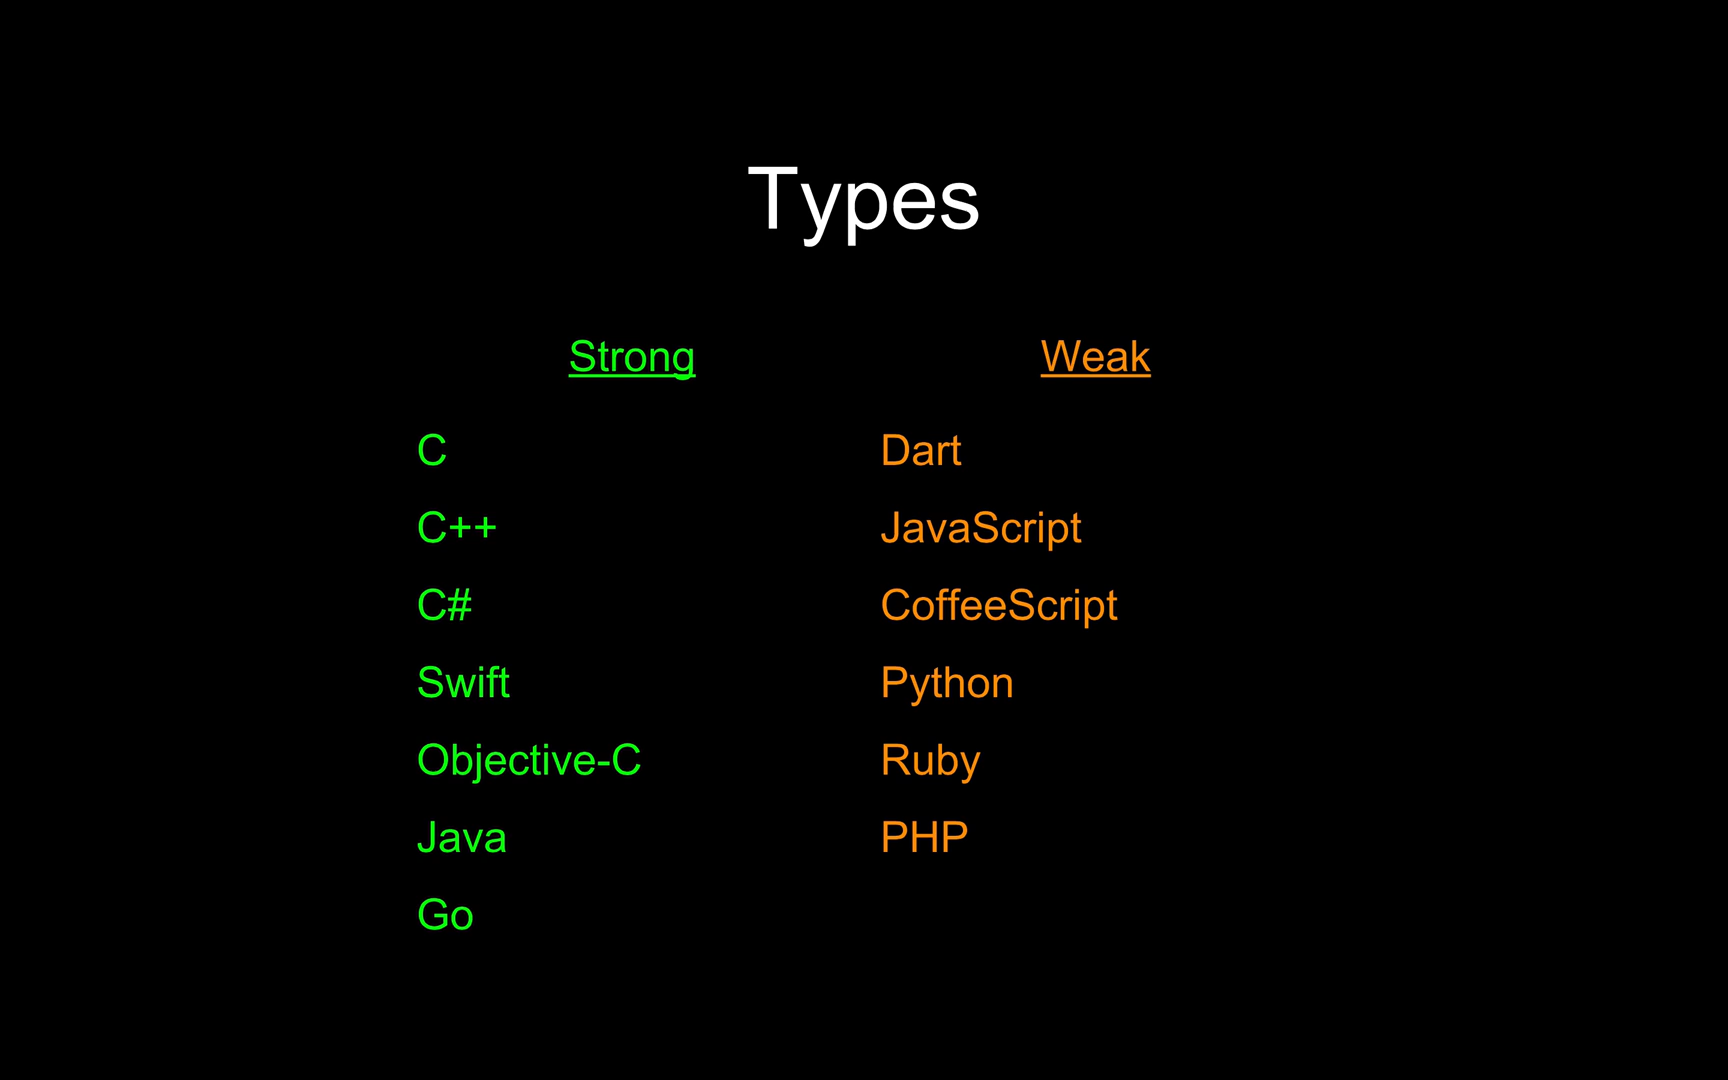 Types
Strong
Weak
C
Dart
C++
JavaScript
C#
CoffeeScript
Swift
Python
Objective-C
Ruby
Java
PHP
Go